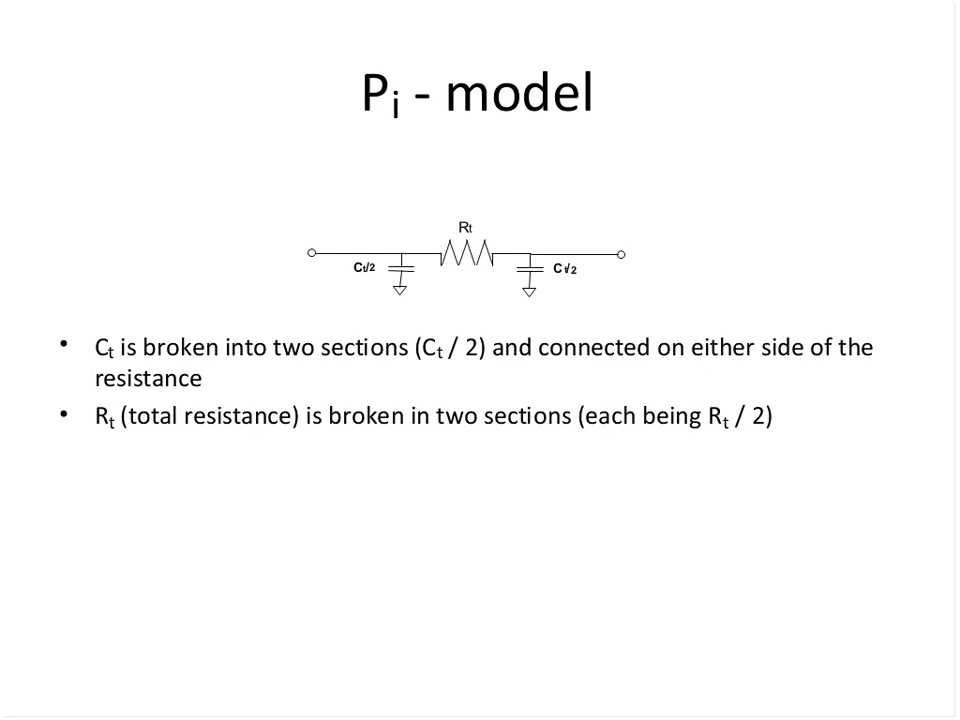 Pi - model
Rt
Ct/2
Ct/2
• Ct is broken into two sections (Ct / 2) and connected on either side of the
resistance
• Rt (total resistance) is broken in two sections (each being Rt / 2)